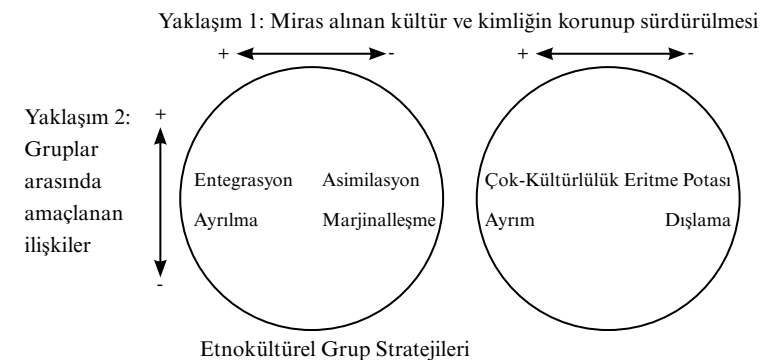 Yaklaşım 1: Miras alınan kültür ve kimliğin korunup sürdürülmesi
+ - + -
Yaklaşım 2: +
Gruplar
arasında
amaçlanan
ilişkiler
-
Entegrasyon Asimilasyon
Ayrılma Marjinalleşme
Çok-Kültürlülük Eritme Potası
Ayrım Dışlama
Etnokültürel Grup Stratejileri